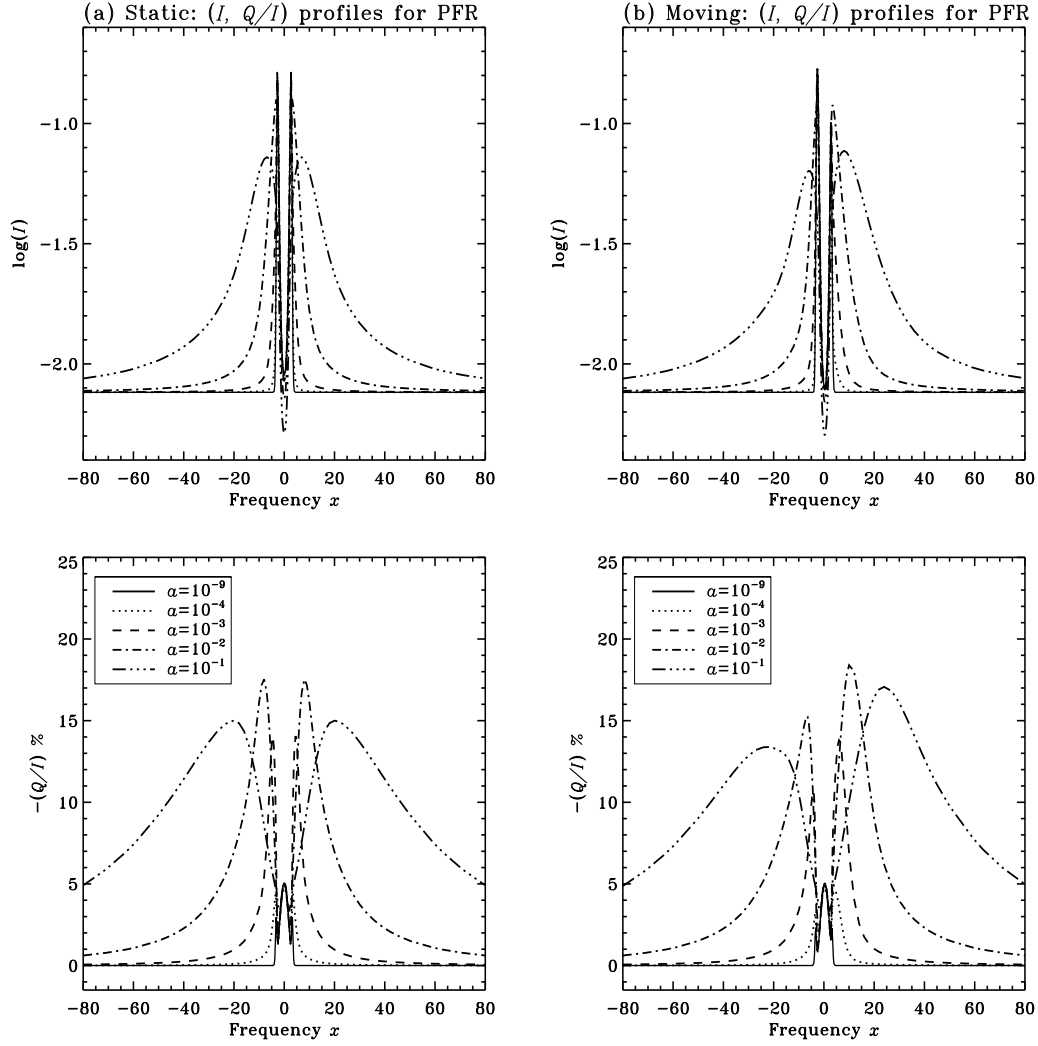 (a) Static: (I, Q/I) profiles for PFR
−80 −60 −40 −20 0 20 40 60 80
−1.0
−1.5
−2.0
log(I)
Frequency x
(b) Moving: (I, Q/I) profiles for PFR
−80 −60 −40 −20 0 20 40 60 80
−1.0
−1.5
−2.0
log(I)
Frequency x
25
20
15
10
5
0
−(Q/I) %
a=10⁻⁹
a=10⁻⁴
a=10⁻³
a=10⁻²
a=10⁻¹
−80 −60 −40 −20 0 20 40 60 80
Frequency x
25
20
15
10
5
0
−(Q/I) %
a=10⁻⁹
a=10⁻⁴
a=10⁻³
a=10⁻²
a=10⁻¹
−80 −60 −40 −20 0 20 40 60 80
Frequency x